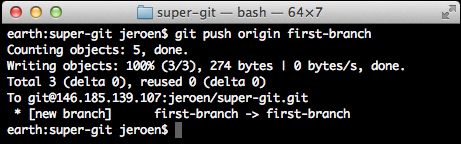 super-git — bash — 64×7
earth:super-git jeroen$ git push origin first-branch
Counting objects: 5, done.
Writing objects: 100% (3/3), 274 bytes | 0 bytes/s, done.
Total 3 (delta 0), reused 0 (delta 0)
To git@146.185.139.107:jeroen/super-git.git
 * [new branch]      first-branch -> first-branch
earth:super-git jeroen$